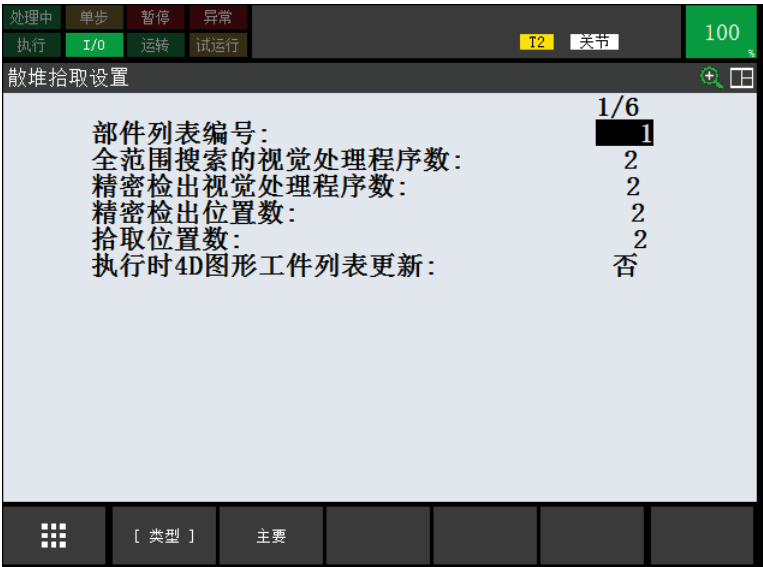 处理中 单步 暂停 异常
执行 I/O 运转 试运行 T2 关节 100 %
散堆拾取设置
1/6
部件列表编号: 1
全范围搜索的视觉处理程序数: 2
精密检出视觉处理程序数: 2
精密检出位置数: 2
拾取位置数: 2
执行时4D图形工件列表更新: 否
[ 类型 ] 主要